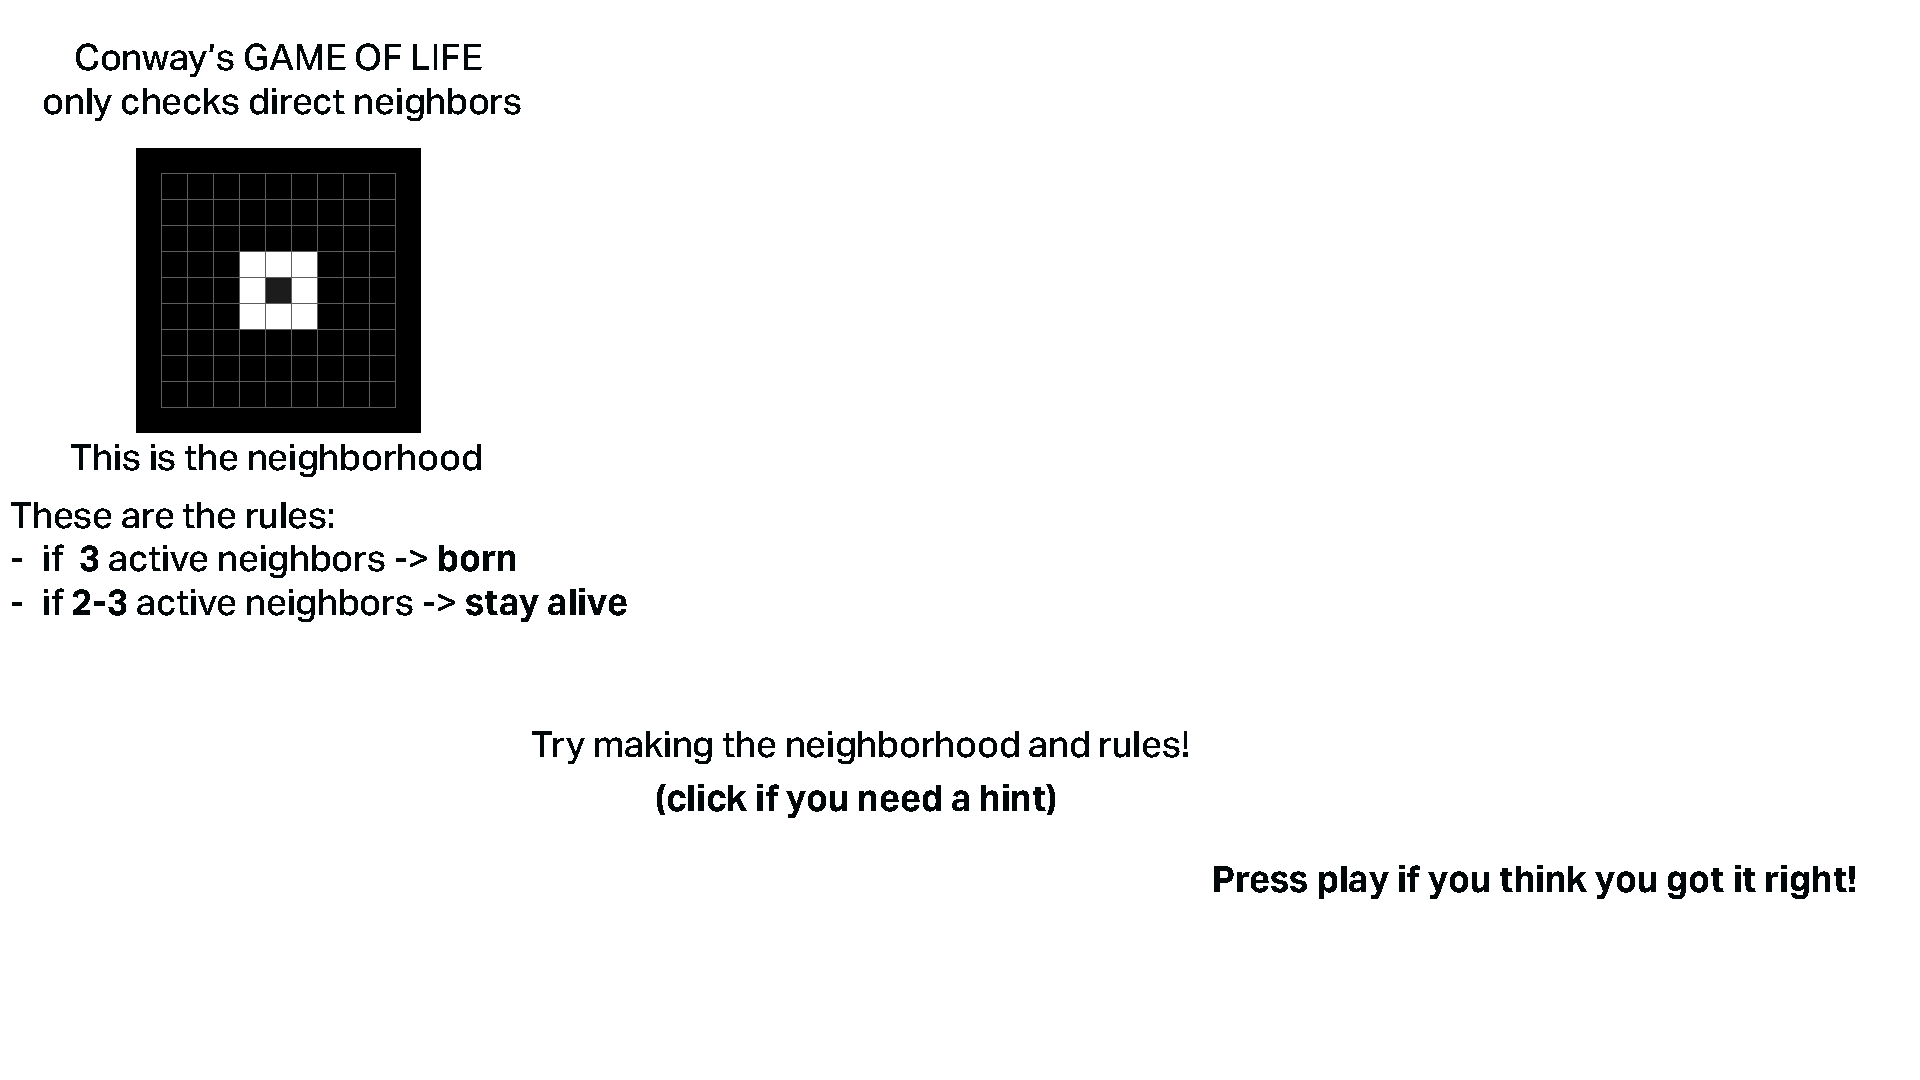 Conway's GAME OF LIFE
only checks direct neighbors
This is the neighborhood
These are the rules:
- if 3 active neighbors -> born
- if 2-3 active neighbors -> stay alive
Try making the neighborhood and rules!
(click if you need a hint)
Press play if you think you got it right!